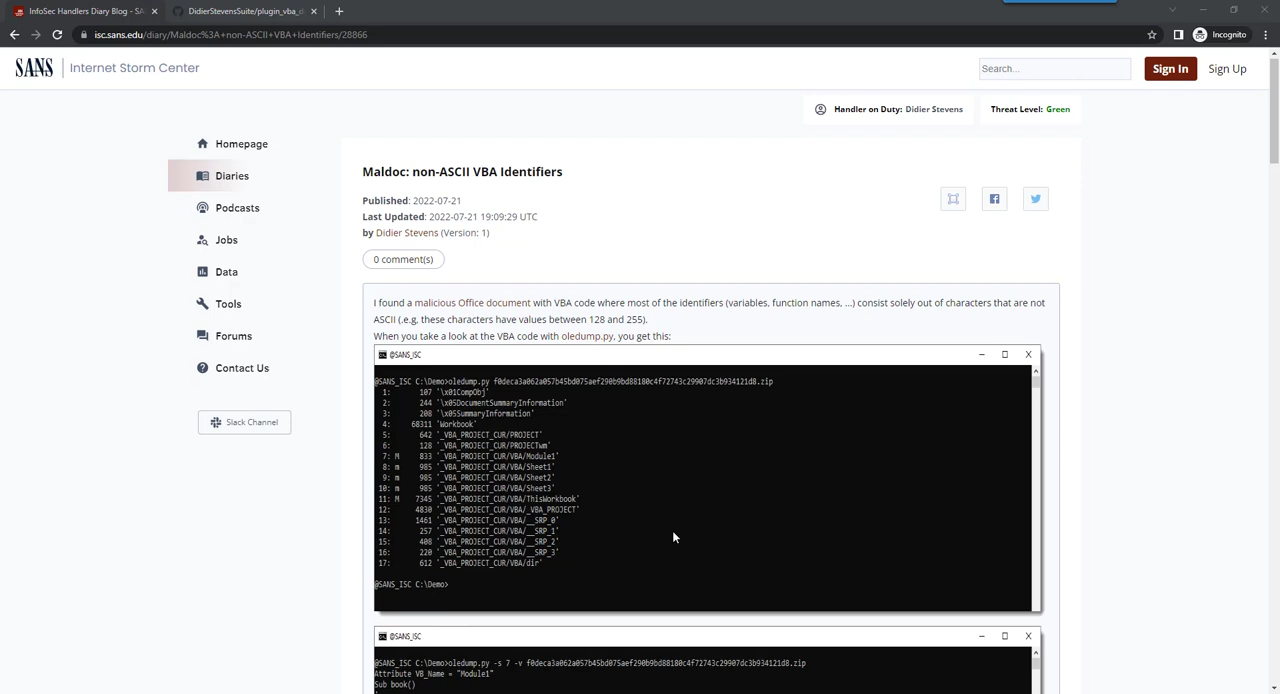 InfoSec Handlers Diary Blog - SAN
DidierStevensSuite/plugin_vba_d
isc.sans.edu/diary/Maldoc%3A+non-ASCII+VBA+Identifiers/28866
Incognito
SANS
Internet Storm Center
Search...
Sign In
Sign Up
Handler on Duty: Didier Stevens
Threat Level: Green
Homepage
Diaries
Podcasts
Jobs
Data
Tools
Forums
Contact Us
Slack Channel
Maldoc: non-ASCII VBA Identifiers
Published: 2022-07-21
Last Updated: 2022-07-21 19:09:29 UTC
by Didier Stevens (Version: 1)
0 comment(s)
I found a malicious Office document with VBA code where most of the identifiers (variables, function names, ...) consist solely out of characters that are not
ASCII (.e.g, these characters have values between 128 and 255).
When you take a look at the VBA code with oledump.py, you get this:
@SANS_ISC
@SANS_ISC C:\Demo>oledump.py f0deca3a062a057b45bd075aef290b9bd88180c4f72743c29907dc3b934121d8.zip
1: 107 '\x01CompObj'
2: 244 '\x05DocumentSummaryInformation'
3: 208 '\x05SummaryInformation'
4: 68311 'Workbook'
5: 642 '_VBA_PROJECT_CUR/PROJECT'
6: 128 '_VBA_PROJECT_CUR/PROJECTwm'
7: M 833 '_VBA_PROJECT_CUR/VBA/Module1'
8: m 985 '_VBA_PROJECT_CUR/VBA/Sheet1'
9: m 985 '_VBA_PROJECT_CUR/VBA/Sheet2'
10: m 985 '_VBA_PROJECT_CUR/VBA/Sheet3'
11: M 7345 '_VBA_PROJECT_CUR/VBA/ThisWorkbook'
12: 4830 '_VBA_PROJECT_CUR/VBA/_VBA_PROJECT'
13: 1461 '_VBA_PROJECT_CUR/VBA/__SRP_0'
14: 257 '_VBA_PROJECT_CUR/VBA/__SRP_1'
15: 408 '_VBA_PROJECT_CUR/VBA/__SRP_2'
16: 220 '_VBA_PROJECT_CUR/VBA/__SRP_3'
17: 612 '_VBA_PROJECT_CUR/VBA/dir'
@SANS_ISC C:\Demo>
@SANS_ISC
@SANS_ISC C:\Demo>oledump.py -s 7 -v f0deca3a062a057b45bd075aef290b9bd88180c4f72743c29907dc3b934121d8.zip
Attribute VB_Name = "Module1"
Sub book()